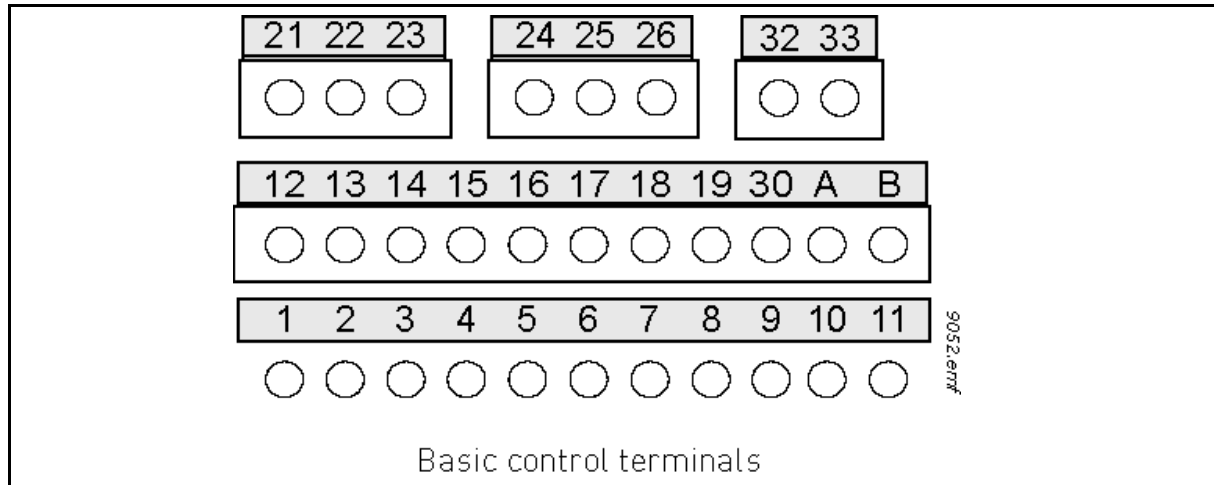 21 22 23 24 25 26 32 33
12 13 14 15 16 17 18 19 30 A B
1 2 3 4 5 6 7 8 9 10 11
9052.emf
Basic control terminals